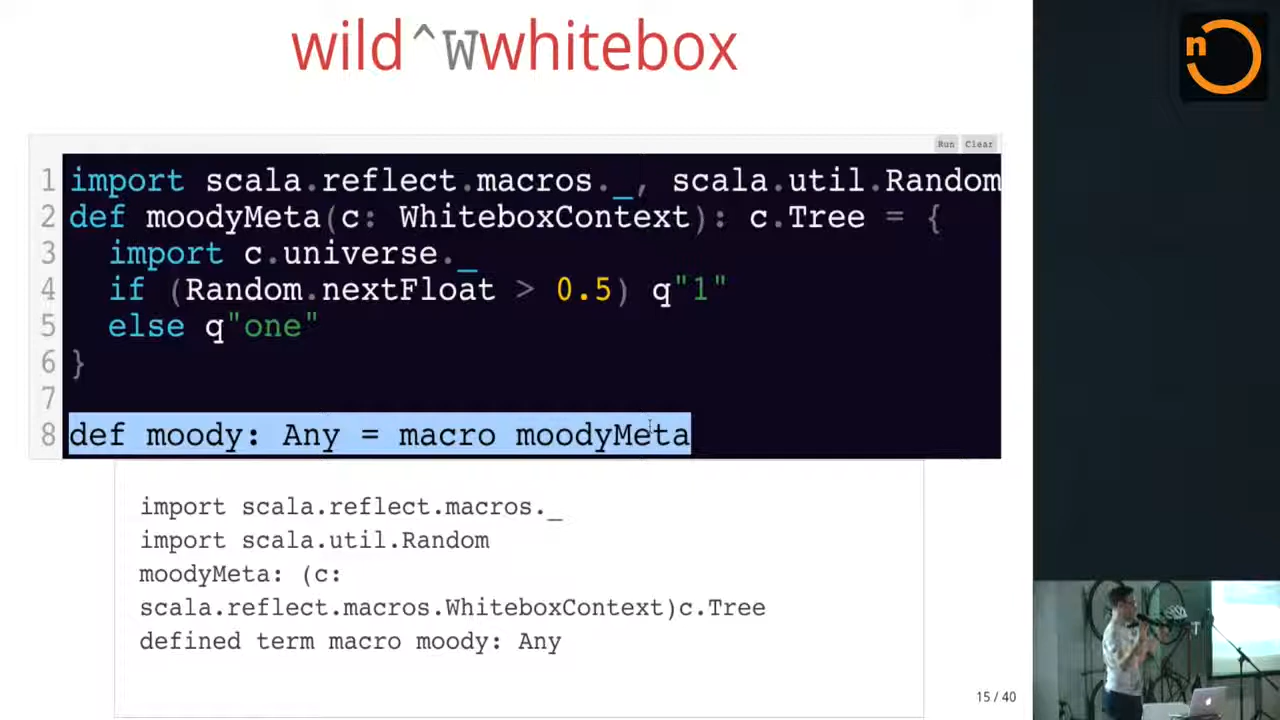 wild^Wwhitebox
n
Run Clear
1 import scala.reflect.macros._, scala.util.Random
2 def moodyMeta(c: WhiteboxContext): c.Tree = {
3 import c.universe._
4 if (Random.nextFloat > 0.5) q"1"
5 else q"one"
6 }
7
8 def moody: Any = macro moodyMeta
import scala.reflect.macros._
import scala.util.Random
moodyMeta: (c:
scala.reflect.macros.WhiteboxContext)c.Tree
defined term macro moody: Any
15 / 40